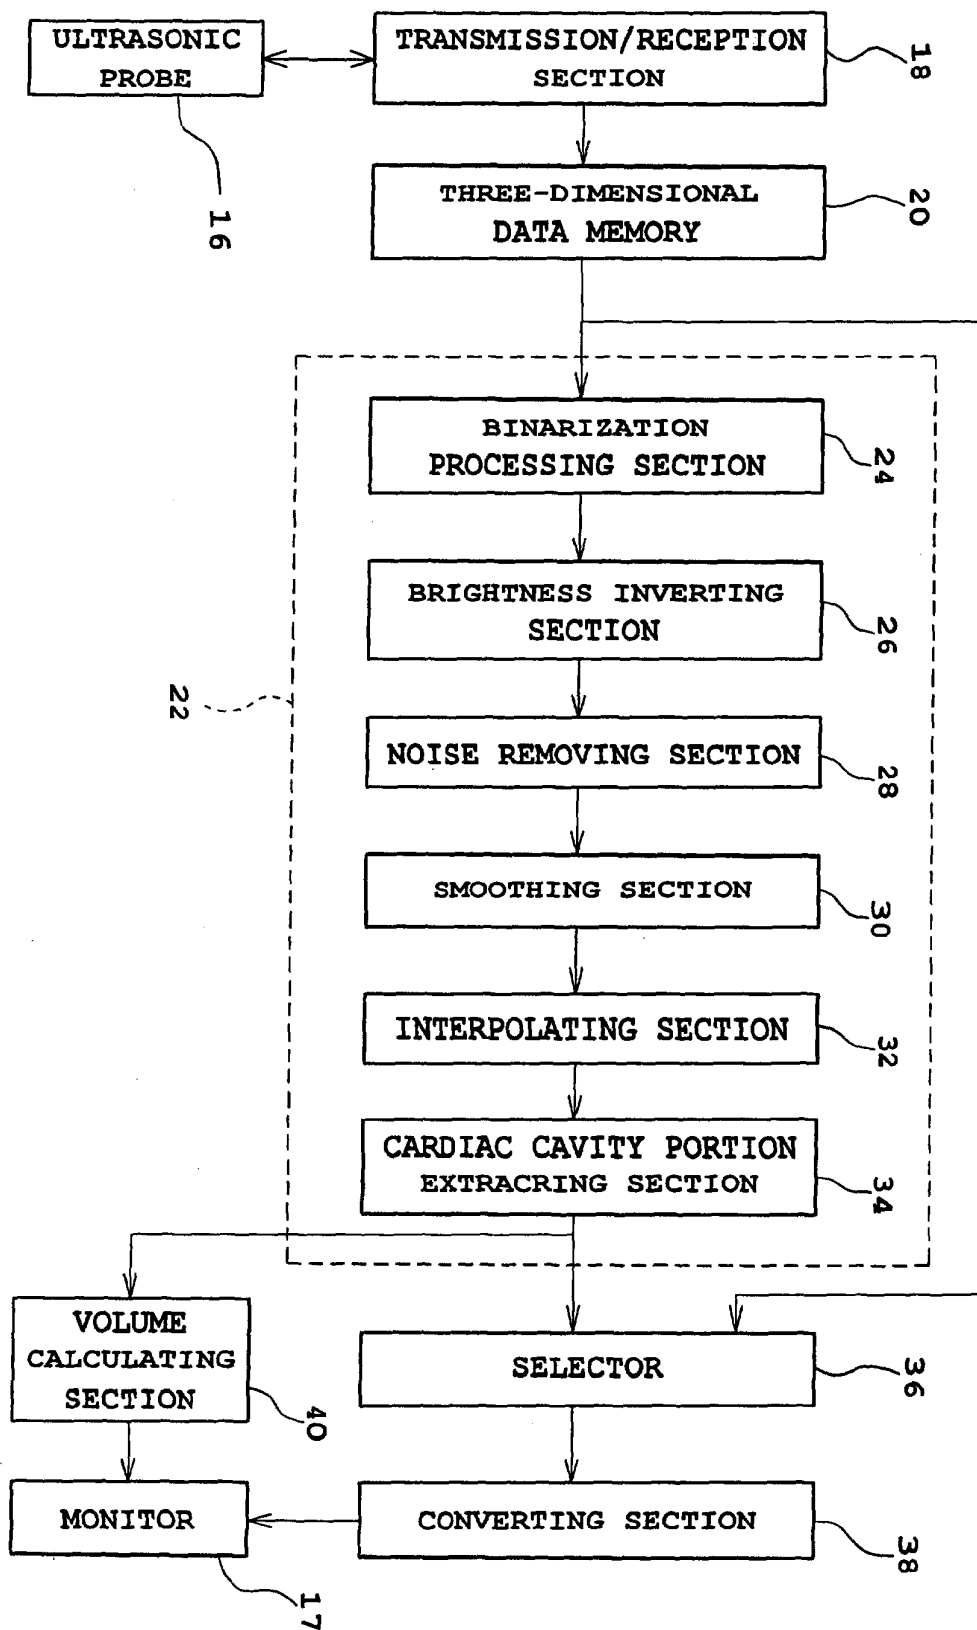 ULTRASONIC
PROBE
16
TRANSMISSION/RECEPTION
SECTION
18
THREE-DIMENSIONAL
DATA MEMORY
20
22
BINARIZATION
PROCESSING SECTION
24
BRIGHTNESS INVERTING
SECTION
26
NOISE REMOVING SECTION
28
SMOOTHING SECTION
30
INTERPOLATING SECTION
32
CARDIAC CAVITY PORTION
EXTRACRING SECTION
34
VOLUME
CALCULATING
SECTION
40
SELECTOR
36
MONITOR
17
CONVERTING SECTION
38